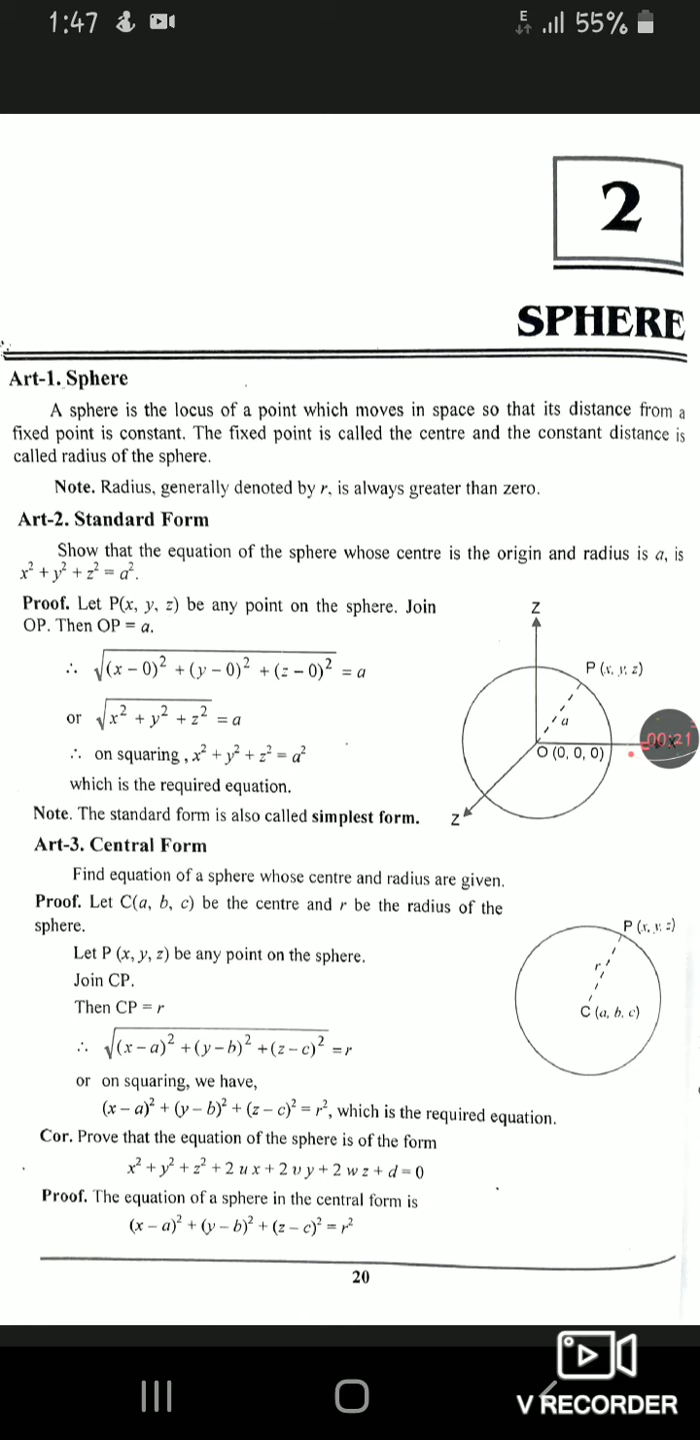 1:47
E
55%
2
SPHERE
Art-1. Sphere
A sphere is the locus of a point which moves in space so that its distance from a
fixed point is constant. The fixed point is called the centre and the constant distance is
called radius of the sphere.
Note. Radius, generally denoted by r, is always greater than zero.
Art-2. Standard Form
Show that the equation of the sphere whose centre is the origin and radius is a, is
x² + y² + z² = a².
Proof. Let P(x, y, z) be any point on the sphere. Join
OP. Then OP = a.
∴ √((x – 0)² + (y – 0)² + (z – 0)²) = a
or √(x² + y² + z²) = a
∴ on squaring , x² + y² + z² = a²
which is the required equation.
Note. The standard form is also called simplest form.
Z
P (x, y, z)
a
O (0, 0, 0)
00:21
Z
Art-3. Central Form
Find equation of a sphere whose centre and radius are given.
Proof. Let C(a, b, c) be the centre and r be the radius of the
sphere.
Let P (x, y, z) be any point on the sphere.
Join CP.
Then CP = r
∴ √((x – a)² + (y – b)² + (z – c)²) = r
or on squaring, we have,
(x – a)² + (y – b)² + (z – c)² = r², which is the required equation.
P (x, y, z)
r
C (a, b, c)
Cor. Prove that the equation of the sphere is of the form
x² + y² + z² + 2 u x + 2 v y + 2 w z + d = 0
Proof. The equation of a sphere in the central form is
(x – a)² + (y – b)² + (z – c)² = r²
20
V RECORDER